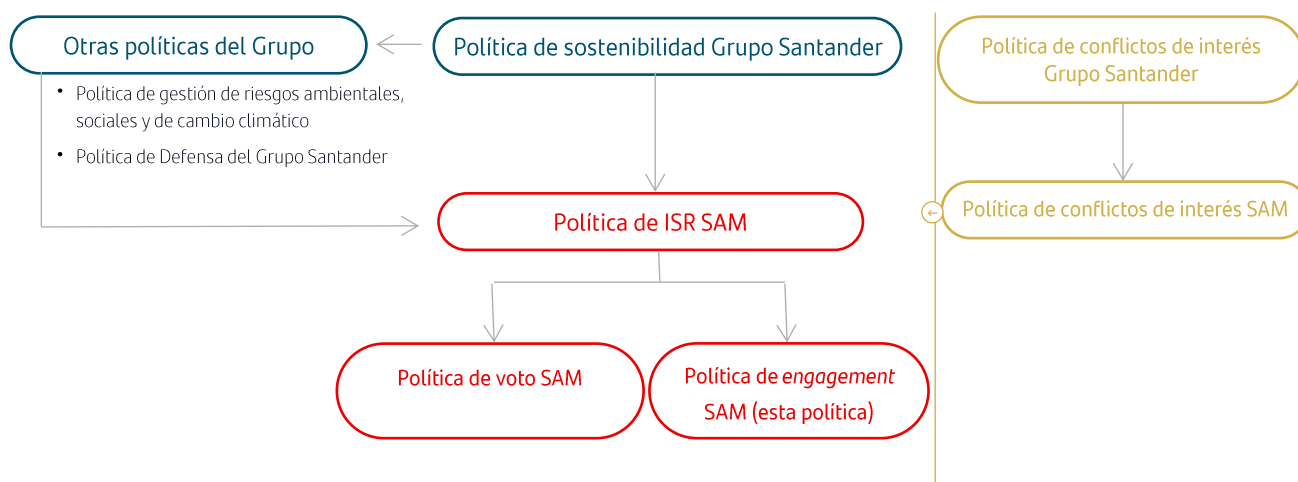 Otras políticas del Grupo
• Política de gestión de riesgos ambientales,
sociales y de cambio climático
• Política de Defensa del Grupo Santander
Política de sostenibilidad Grupo Santander
Política de ISR SAM
Política de voto SAM
Política de engagement
SAM (esta política)
Política de conflictos de interés
Grupo Santander
Política de conflictos de interés SAM